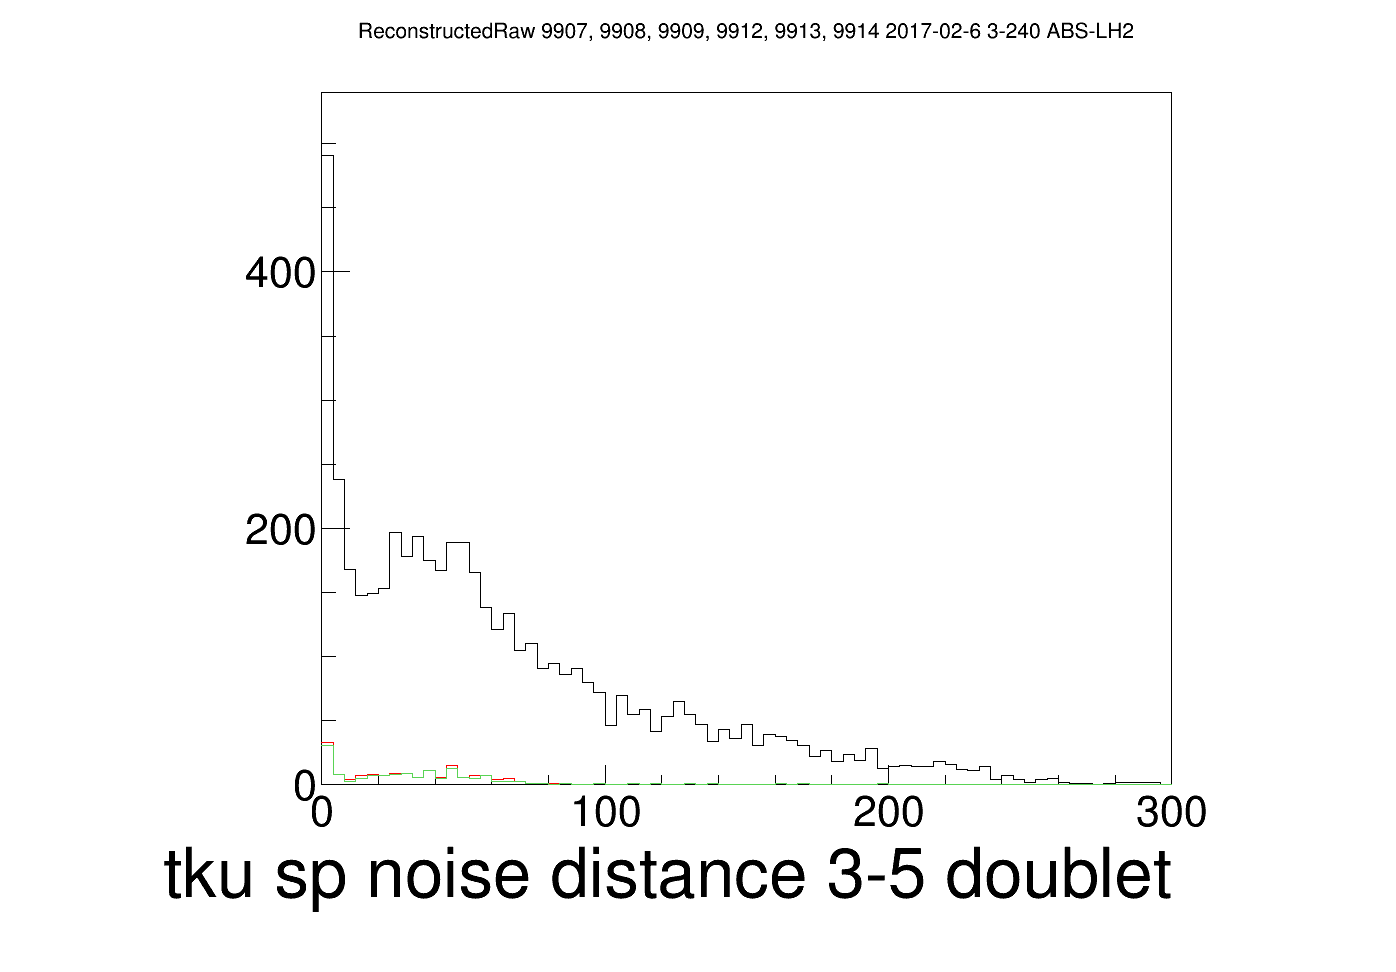 ReconstructedRaw 9907, 9908, 9909, 9912, 9913, 9914 2017-02-6 3-240 ABS-LH2
400
200
0
0 100 200 300
tku sp noise distance 3-5 doublet